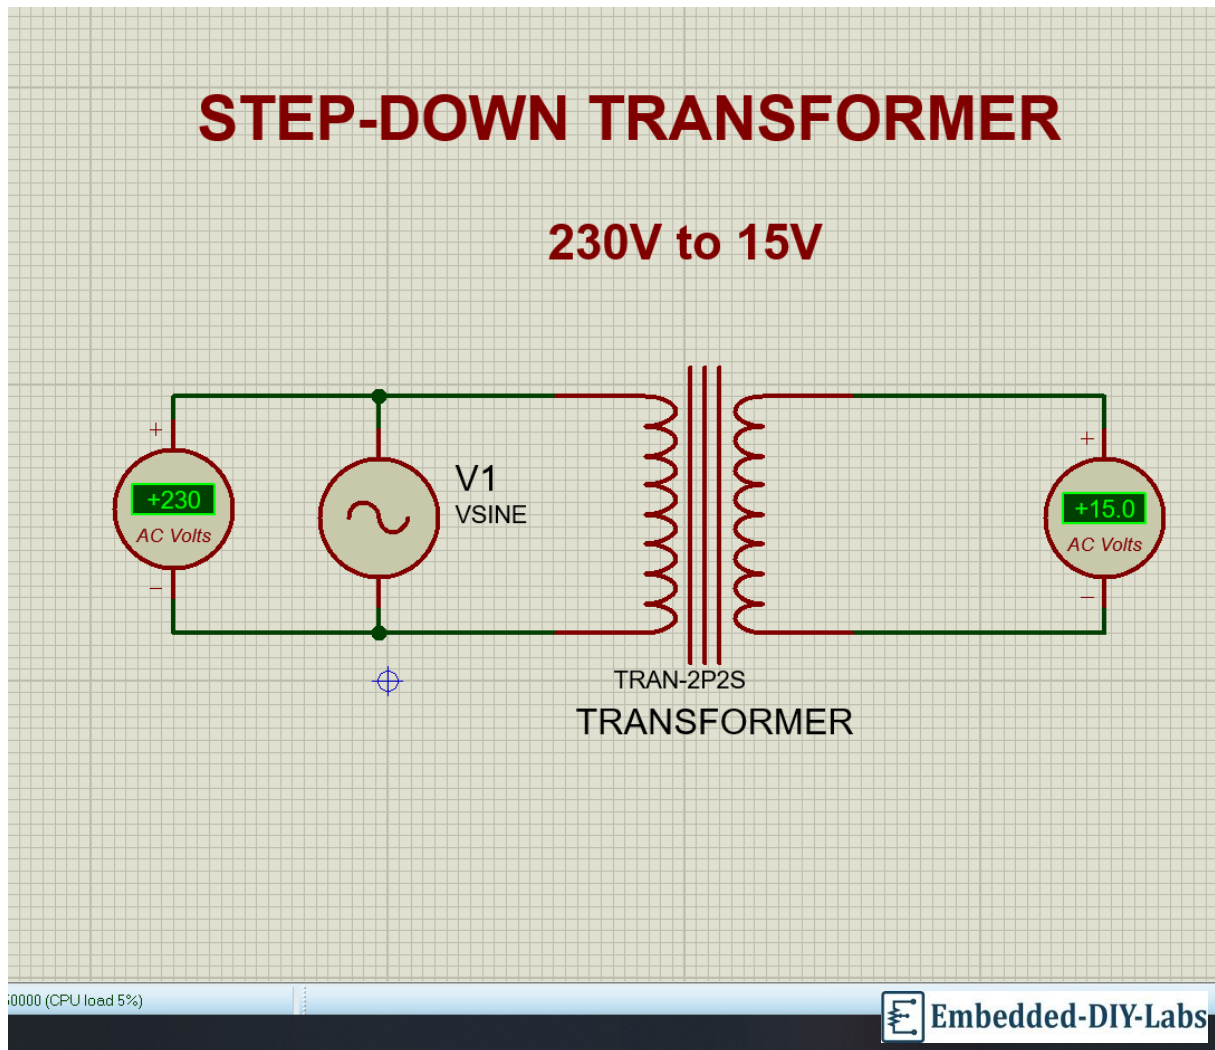 STEP-DOWN TRANSFORMER
230V to 15V
+
+230
AC Volts
−
V1
VSINE
+
+15.0
AC Volts
−
TRAN-2P2S
TRANSFORMER
(CPU load 5%)
Embedded-DIY-Labs